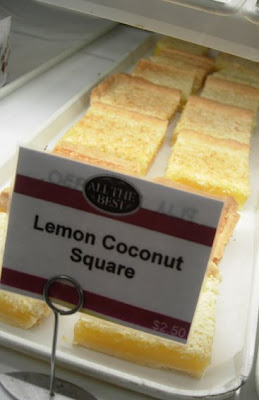 ALL THE
BEST
Lemon Coconut
Square
$2.50